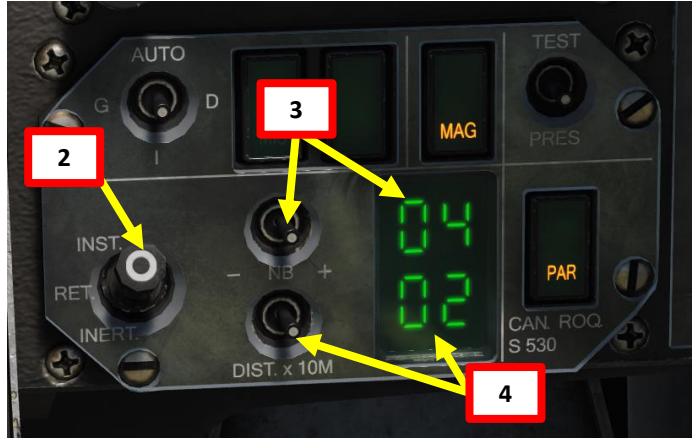 AUTO
TEST
G
D
I
3
MAG
PRES
2
04
INST.
- NB +
RET.
02
PAR
INERT.
CAN. ROQ.
S 530
DIST. x 10M
4